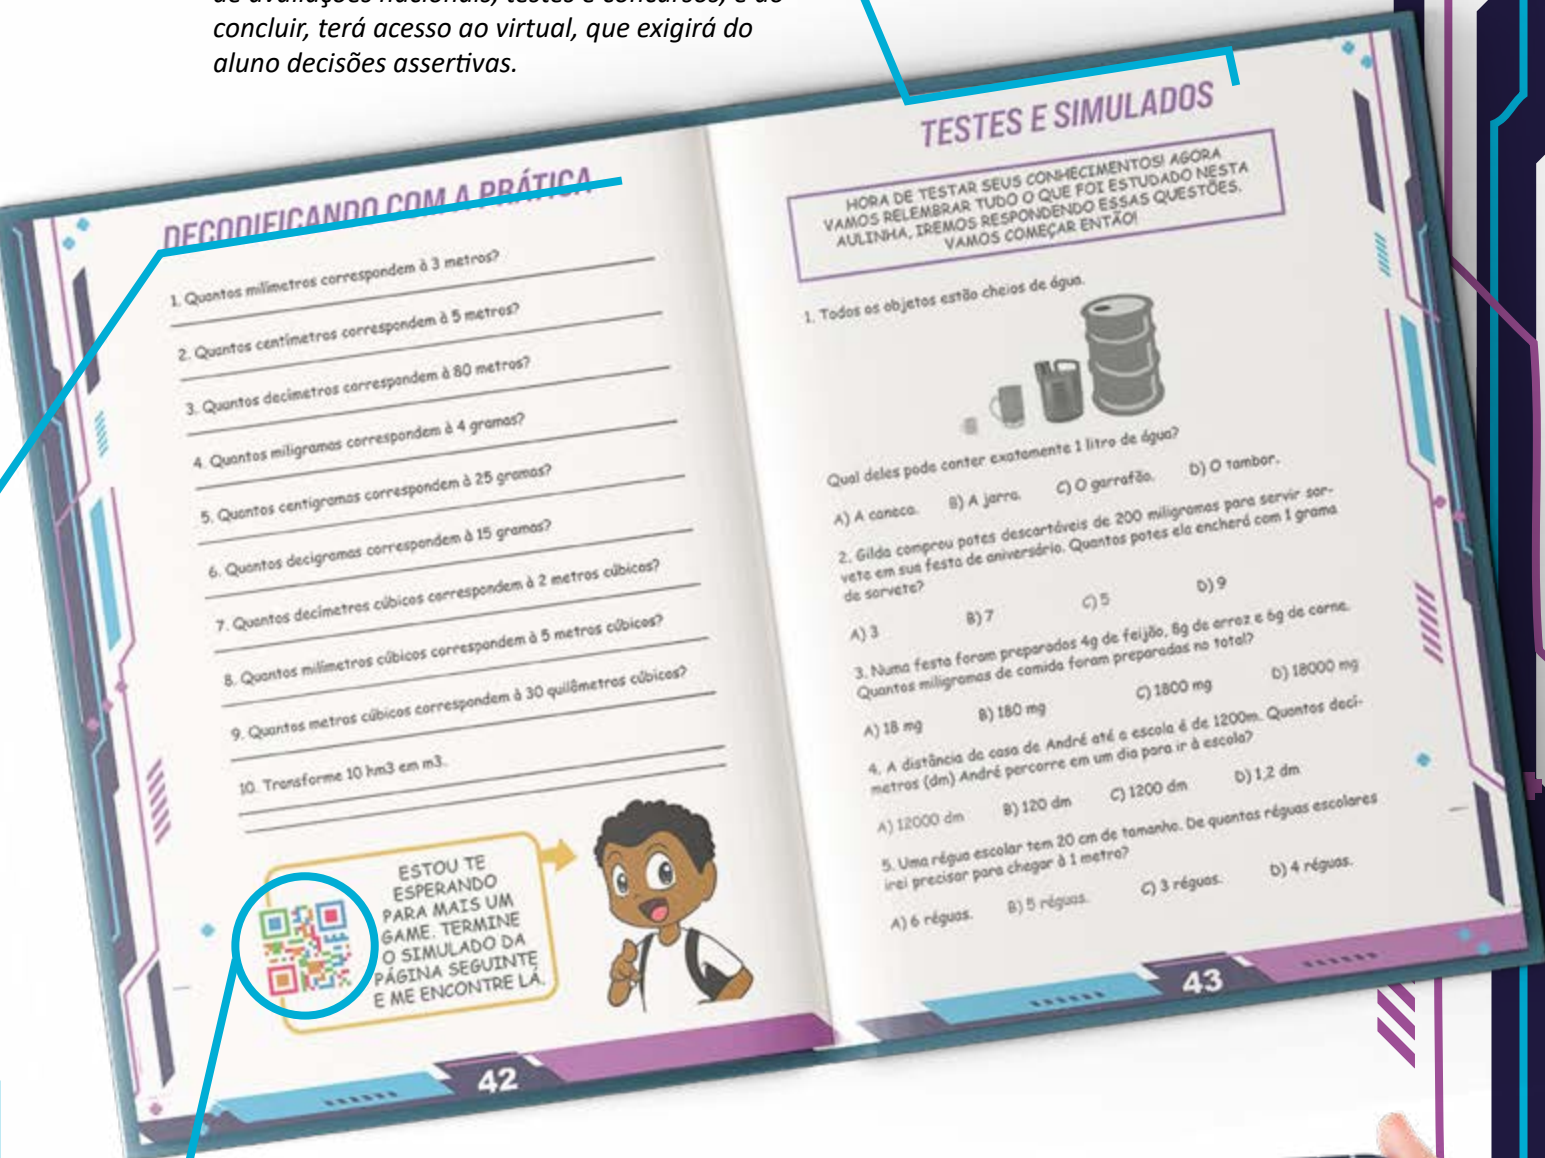 de avaliações nacionais, testes e concursos, e ao
concluir, terá acesso ao virtual, que exigirá do
aluno decisões assertivas.
DECODIFICANDO COM A PRÁTICA
1. Quantos milímetros correspondem à 3 metros?
2. Quantos centímetros correspondem à 5 metros?
3. Quantos decímetros correspondem à 80 metros?
4. Quantos miligramas correspondem à 4 gramas?
5. Quantos centigramas correspondem à 25 gramas?
6. Quantos decigramas correspondem à 15 gramas?
7. Quantos decímetros cúbicos correspondem à 2 metros cúbicos?
8. Quantos milímetros cúbicos correspondem à 5 metros cúbicos?
9. Quantos metros cúbicos correspondem à 30 quilômetros cúbicos?
10. Transforme 10 hm3 em m3.
ESTOU TE
ESPERANDO
PARA MAIS UM
GAME. TERMINE
O SIMULADO DA
PÁGINA SEGUINTE
E ME ENCONTRE LÁ.
42
TESTES E SIMULADOS
HORA DE TESTAR SEUS CONHECIMENTOS! AGORA
VAMOS RELEMBRAR TUDO O QUE FOI ESTUDADO NESTA
AULINHA, IREMOS RESPONDENDO ESSAS QUESTÕES.
VAMOS COMEÇAR ENTÃO!
1. Todos os objetos estão cheios de água.
Qual deles pode conter exatamente 1 litro de água?
A) A caneca. B) A jarra. C) O garrafão. D) O tambor.
2. Gilda comprou potes descartáveis de 200 miligramas para servir sor-
vete em sua festa de aniversário. Quantos potes ela encherá com 1 grama
de sorvete?
A) 3 B) 7 C) 5 D) 9
3. Numa festa foram preparados 4g de feijão, 8g de arroz e 6g de carne.
Quantos miligramas de comida foram preparadas no total?
A) 18 mg B) 180 mg C) 1800 mg D) 18000 mg
4. A distância da casa de André até a escola é de 1200m. Quantos decí-
metros (dm) André percorre em um dia para ir à escola?
A) 12000 dm B) 120 dm C) 1200 dm D) 1,2 dm
5. Uma régua escolar tem 20 cm de tamanho. De quantas réguas escolares
irei precisar para chegar à 1 metro?
A) 6 réguas. B) 5 réguas. C) 3 réguas. D) 4 réguas.
43